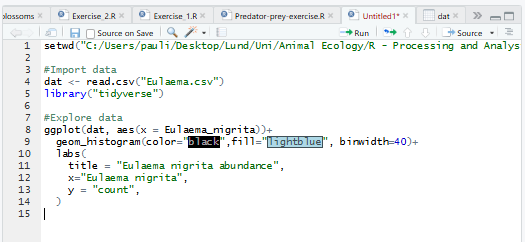 blossoms Exercise_2.R Exercise_1.R Predator-prey-exercise.R Untitled1* dat
Source on Save Run Source
1 setwd("C:/Users/pauli/Desktop/Lund/Uni/Animal Ecology/R - Processing and Analys
2
3 #Import data
4 dat <- read.csv("Eulaema.csv")
5 library("tidyverse")
6
7 #Explore data
8 ggplot(dat, aes(x = Eulaema_nigrita))+
9 geom_histogram(color="black",fill="lightblue", binwidth=40)+
10 labs(
11 title = "Eulaema nigrita abundance",
12 x="Eulaema nigrita",
13 y = "count",
14 )
15